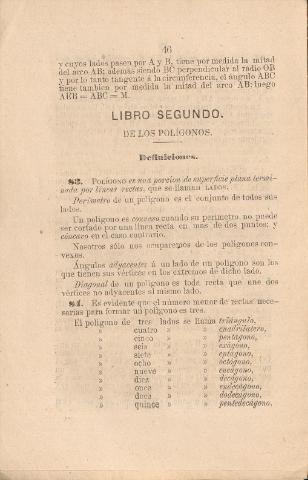 46
y cuyos lados pasen por A y B, tiene por medida la mitad
del arco AB; además siendo BC perpendicular al radio OB
y por lo tanto tangente á la circunferencia, el ángulo ABC
tiene tambien por medida la mitad del arco AB; luego
AEB = ABC = M.
LIBRO SEGUNDO.
DE LOS POLÍGONOS.
Definiciones.
POLÍGONO es una porcion de superficie plana termi-
nada por líneas rectas, que se llaman LADOS.
Perímetro de un polígono es el conjunto de todos sus
lados.
Un polígono es convexo cuando su perímetro no puede
ser cortado por una línea recta en mas de dos puntos; y
cóncavo en el caso contrario.
Nosotros sólo nos ocuparemos de los polígonos con-
vexos.
Ángulos adyacentes á un lado de un polígono son los
que tienen sus vértices en los extremos de dicho lado.
Diagonal de un polígono es toda recta que une dos
vértices no adyacentes al mismo lado.
Es evidente que el número menor de rectas nece-
sarias para formar un polígono es tres.
El polígono de tres lados se llama triángulo,
» cuatro » » cuadrilátero,
» cinco » » pentágono,
» seis » » exágono,
» siete » » eptágono,
» ocho » » octógono,
» nueve » » eneágono,
» diez » » decágono,
» once » » endecágono,
» doce » » dodecágono,
» quince » » pentedecágono,